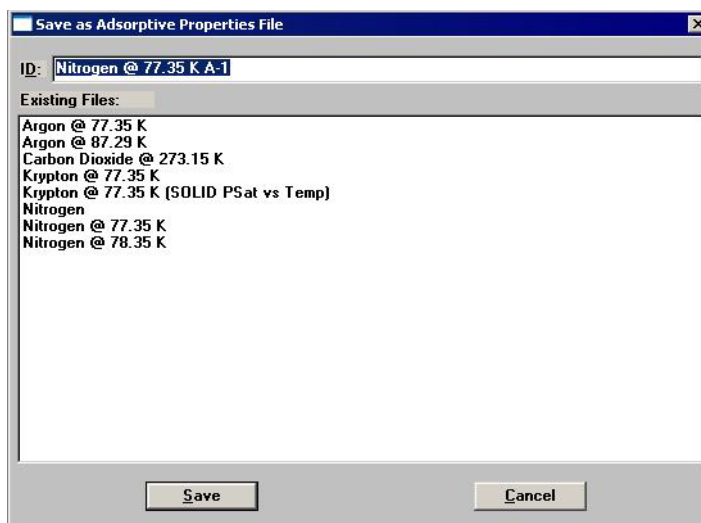 Save as Adsorptive Properties File
ID: Nitrogen @ 77.35 K A-1
Existing Files:
Argon @ 77.35 K
Argon @ 87.29 K
Carbon Dioxide @ 273.15 K
Krypton @ 77.35 K
Krypton @ 77.35 K (SOLID PSat vs Temp)
Nitrogen
Nitrogen @ 77.35 K
Nitrogen @ 78.35 K
Save Cancel